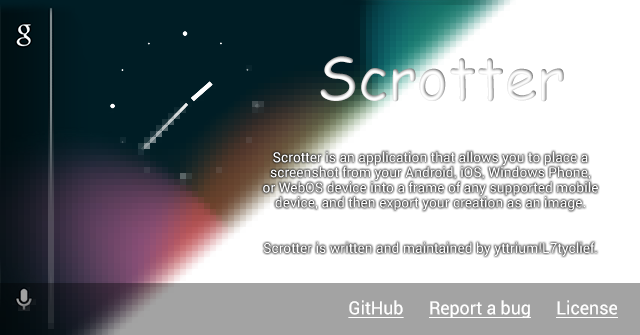 g
Scrotter
Scrotter is an application that allows you to place a
screenshot from your Android, iOS, Windows Phone,
or WebOS device into a frame of any supported mobile
device, and then export your creation as an image.
Scrotter is written and maintained by
GitHub Report a bug License